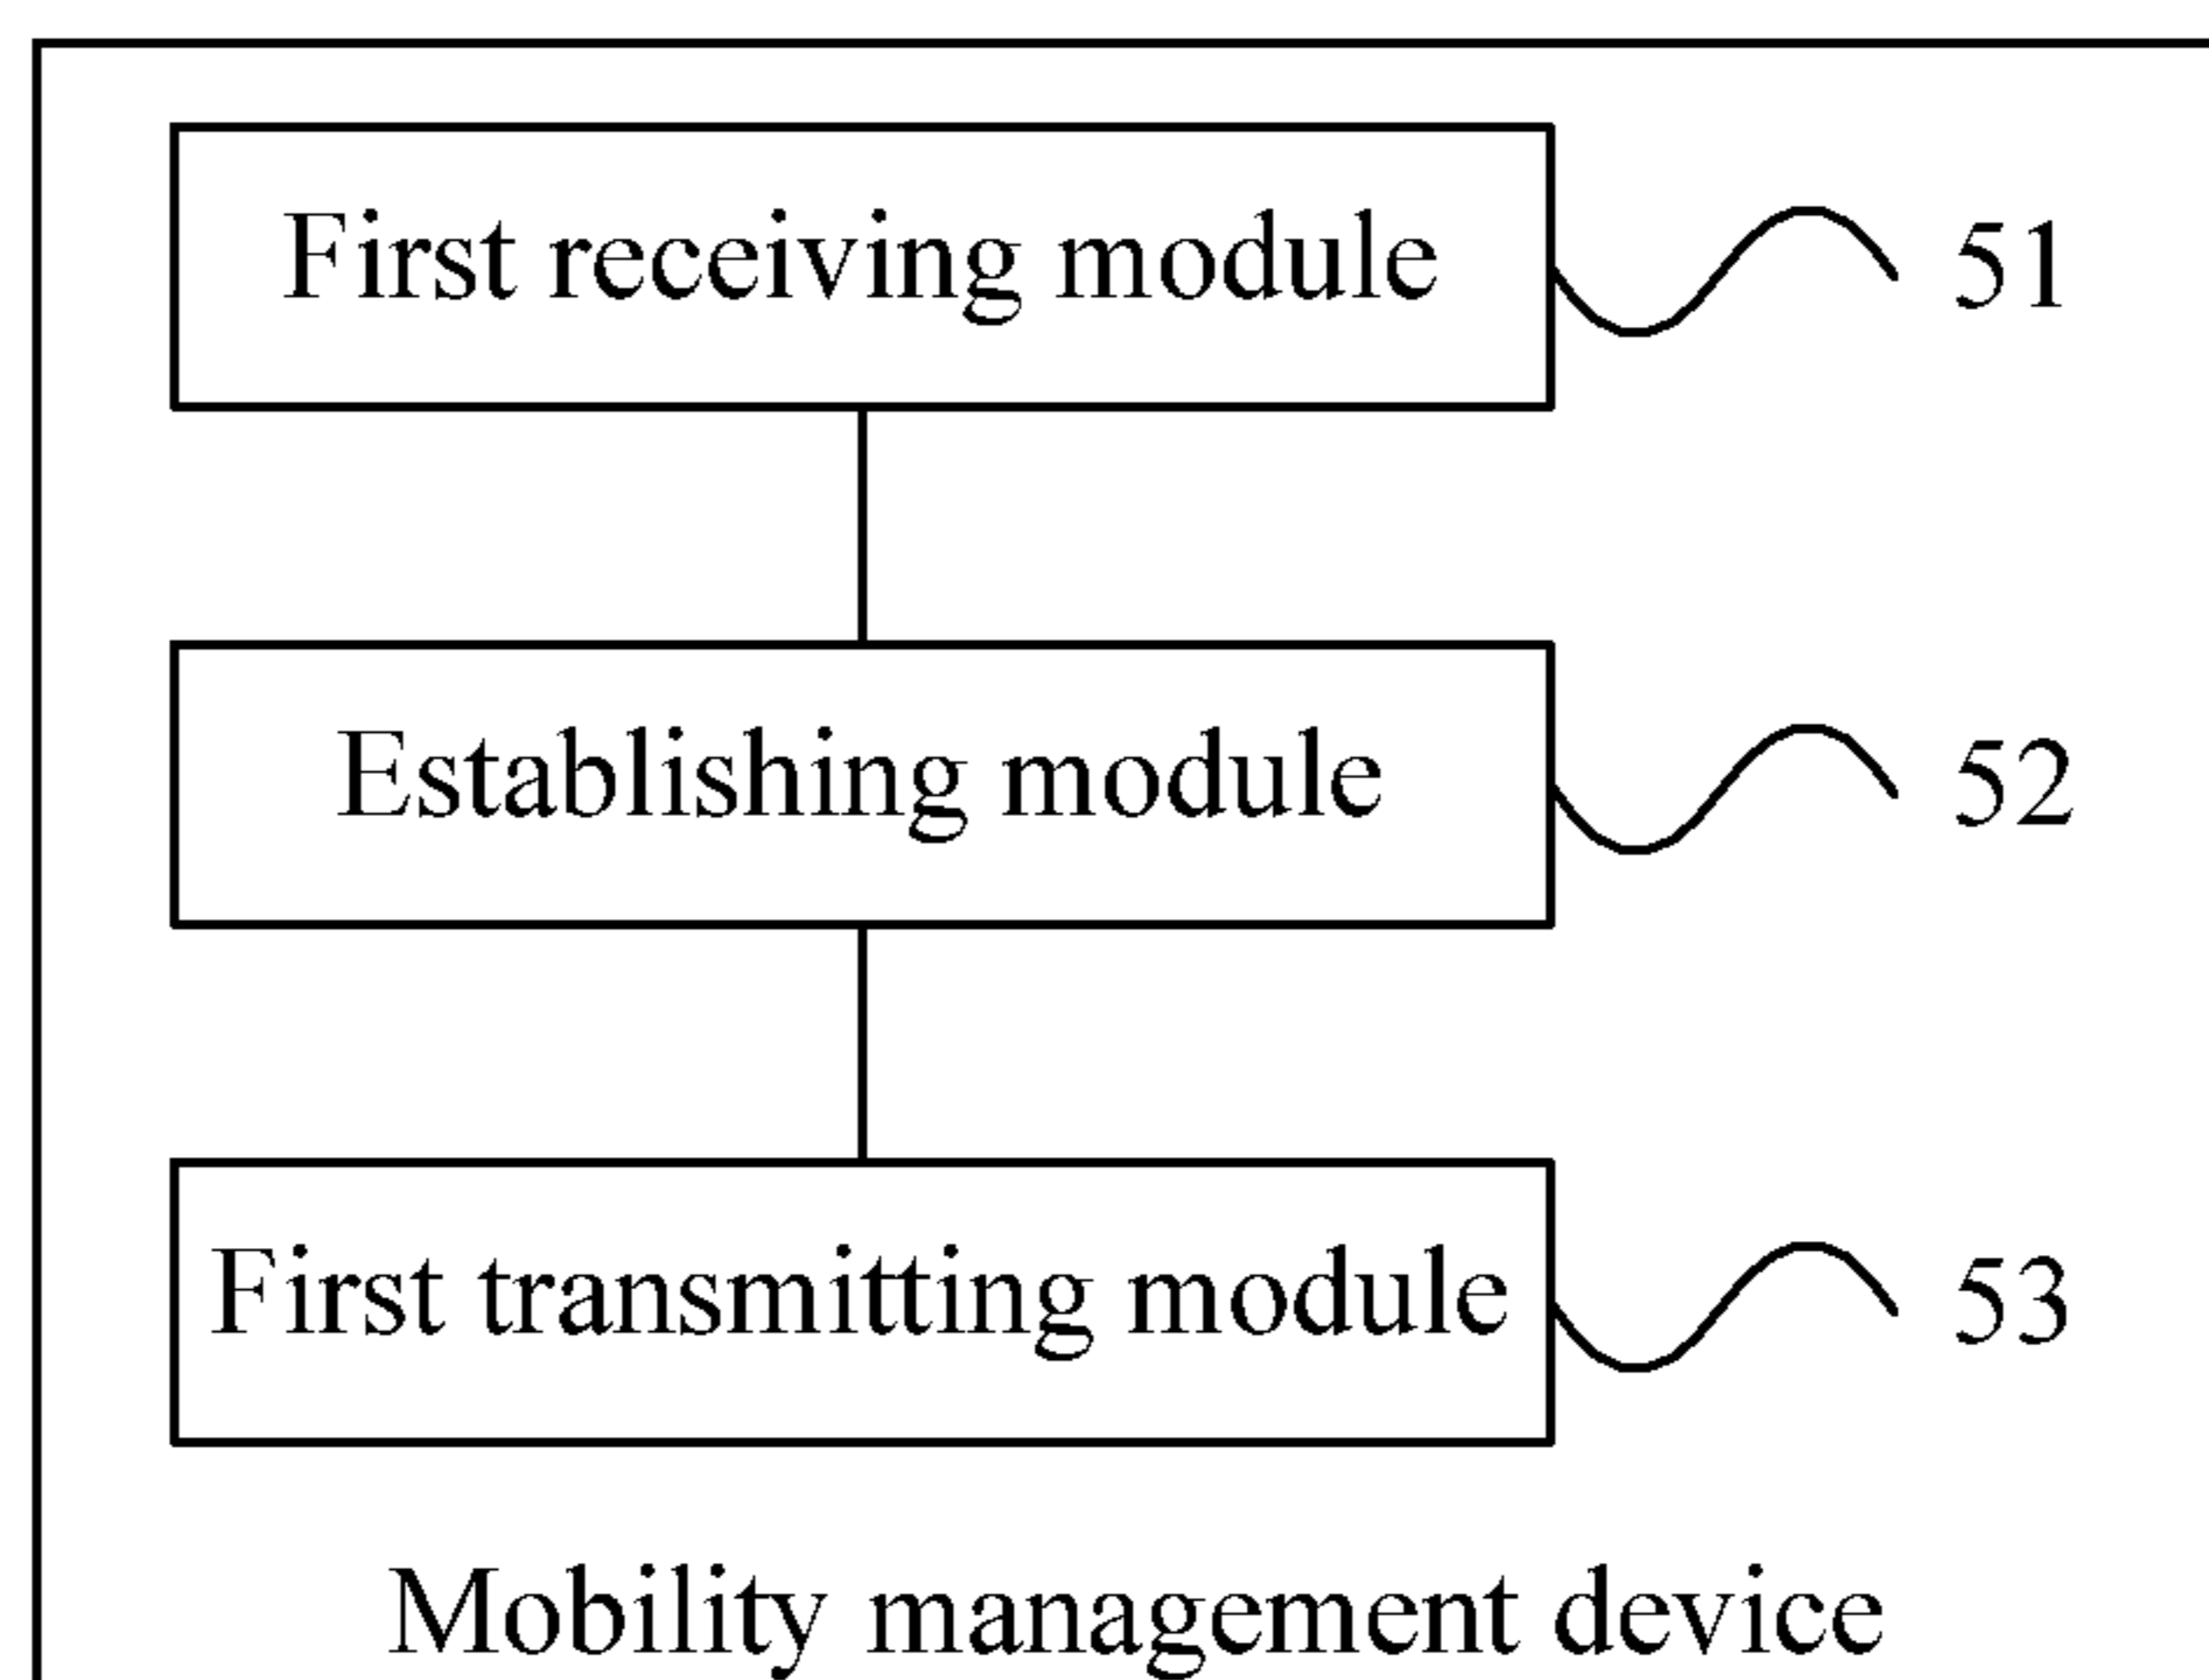 First receiving module
51
Establishing module
52
First transmitting module
53
Mobility management device